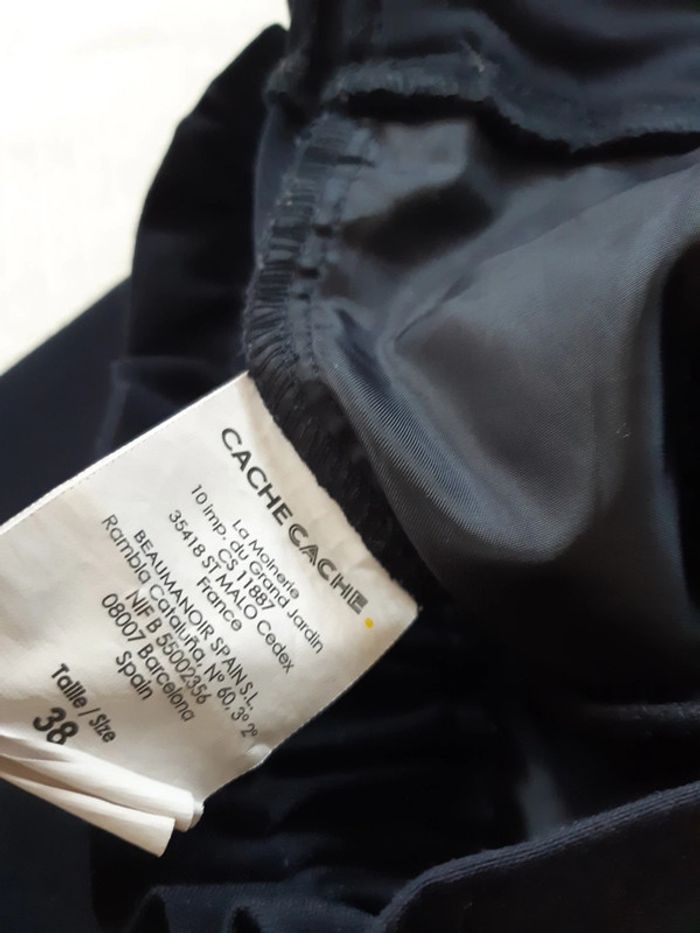 CACHE CACHE.
La Moinerie
10 Imp. du Grand Jardin
CS 11887
35418 ST MALO Cedex
France
BEAUMANOIR SPAIN S.L.
Rambla Cataluña, Nº 60, 3º 2º
NIF B 55002356
08007 Barcelona
Spain
Taille / Size
38